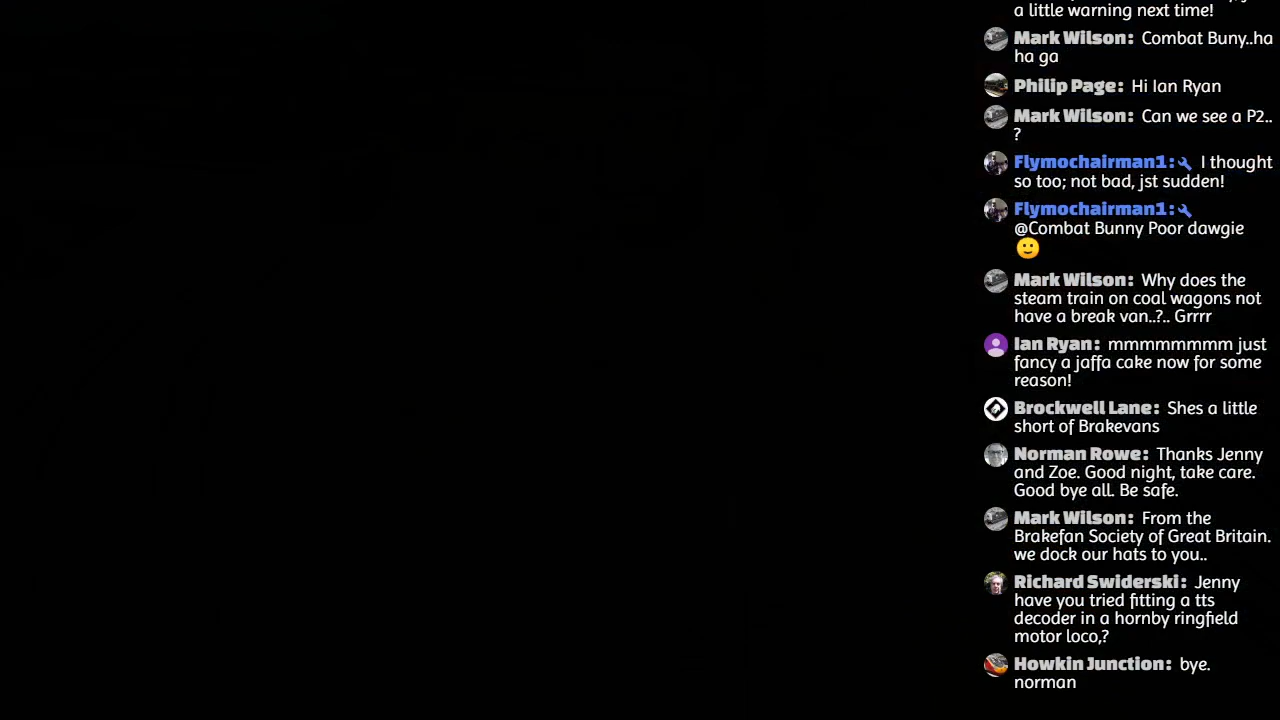 a little warning next time!
Mark Wilson: Combat Buny..ha
ha ga
Philip Page: Hi Ian Ryan
Mark Wilson: Can we see a P2..
?
Flymochairman1: I thought
so too; not bad, jst sudden!
Flymochairman1:
@Combat Bunny Poor dawgie
🙂
Mark Wilson: Why does the
steam train on coal wagons not
have a break van..?.. Grrrr
Ian Ryan: mmmmmmmm just
fancy a jaffa cake now for some
reason!
Brockwell Lane: Shes a little
short of Brakevans
Norman Rowe: Thanks Jenny
and Zoe. Good night, take care.
Good bye all. Be safe.
Mark Wilson: From the
Brakefan Society of Great Britain.
we dock our hats to you..
Richard Swiderski: Jenny
have you tried fitting a tts
decoder in a hornby ringfield
motor loco,?
Howkin Junction: bye.
norman